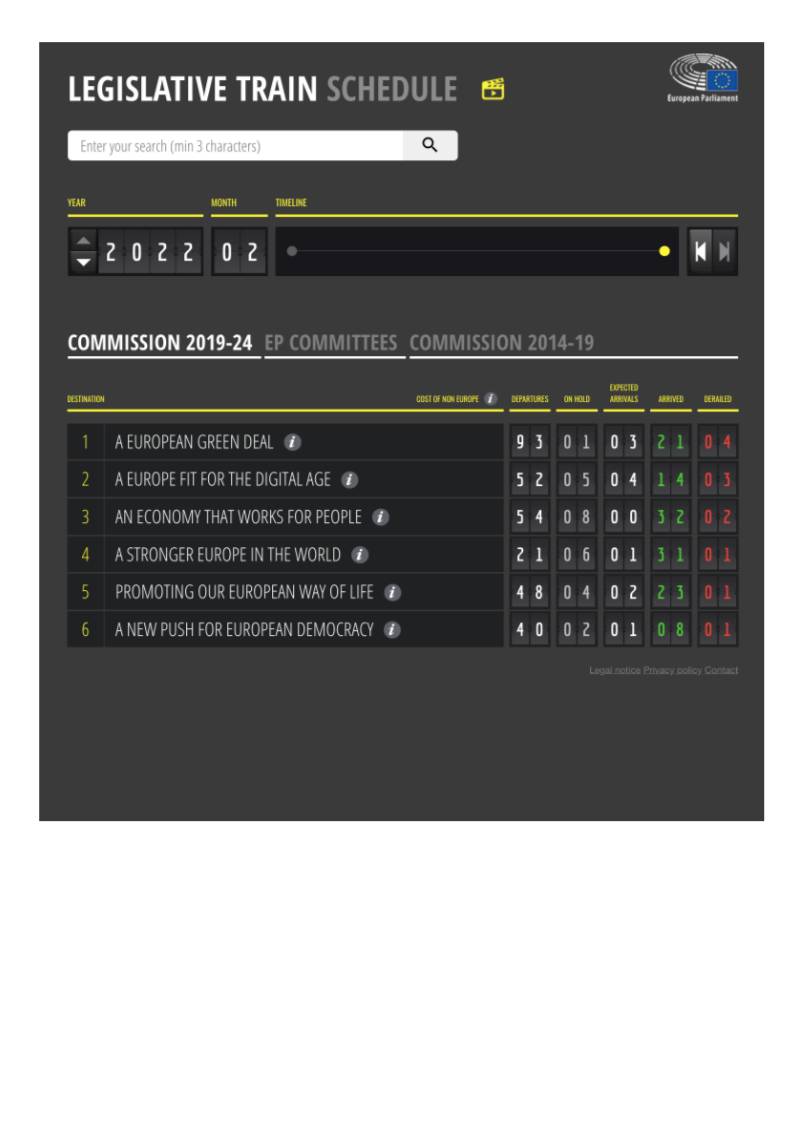 LEGISLATIVE TRAIN SCHEDULE
European Parliament
Enter your search (min 3 characters)
YEAR MONTH TIMELINE
2022 02
COMMISSION 2019-24 EP COMMITTEES COMMISSION 2014-19
DESTINATION COST OF NON EUROPE i DEPARTURES ON HOLD EXPECTED ARRIVALS ARRIVED DERAILED
1 A EUROPEAN GREEN DEAL i 93 01 03 21 04
2 A EUROPE FIT FOR THE DIGITAL AGE i 52 05 04 14 03
3 AN ECONOMY THAT WORKS FOR PEOPLE i 54 08 00 32 02
4 A STRONGER EUROPE IN THE WORLD i 21 06 01 31 01
5 PROMOTING OUR EUROPEAN WAY OF LIFE i 48 04 02 23 01
6 A NEW PUSH FOR EUROPEAN DEMOCRACY i 40 02 01 08 01
Legal notice Privacy policy Contact